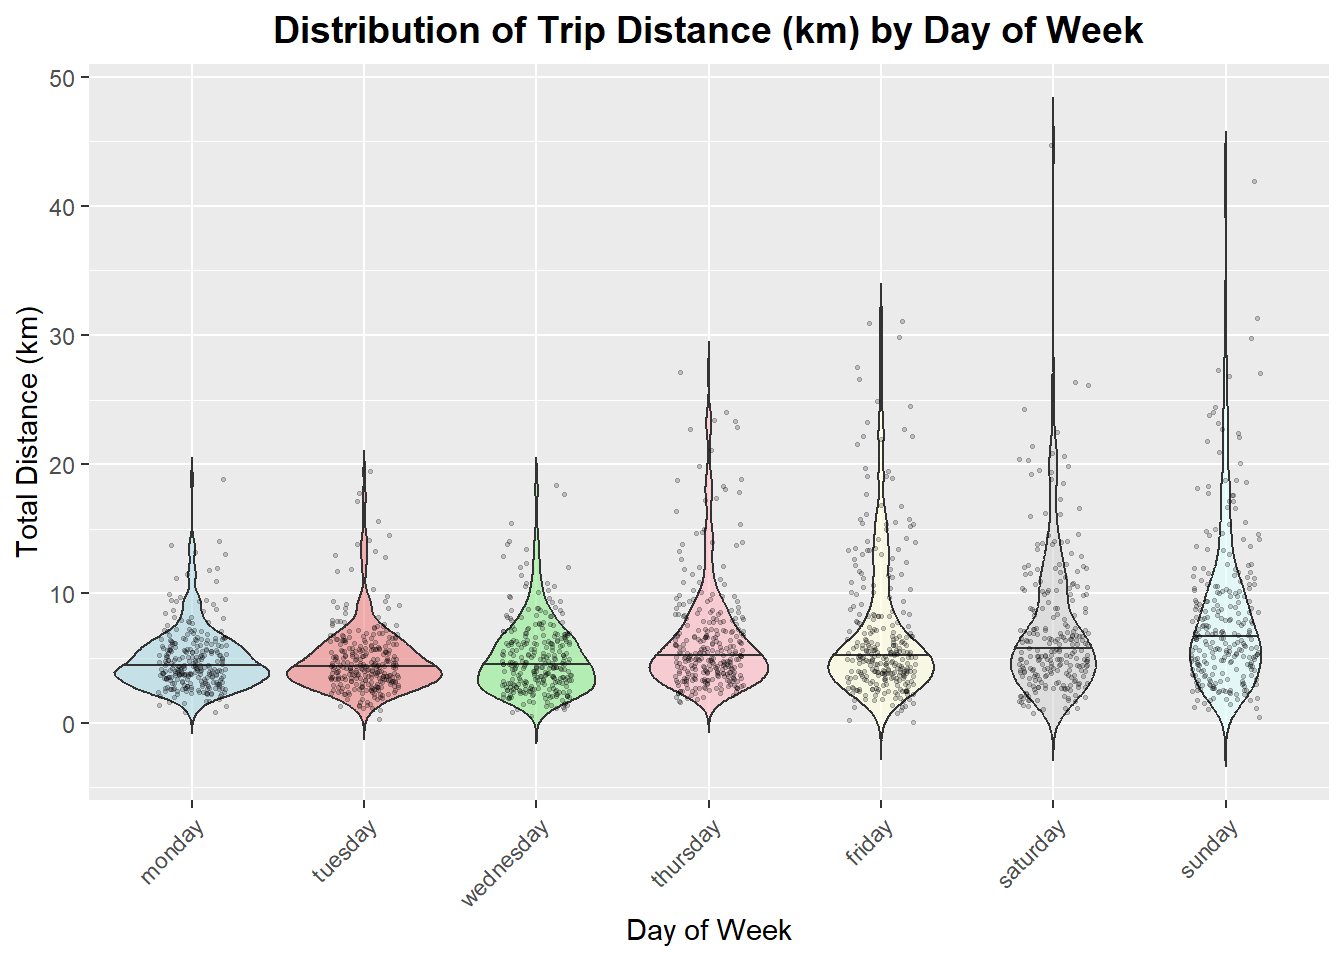 Distribution of Trip Distance (km) by Day of Week
Total Distance (km)
50
40
30
20
10
0
monday
tuesday
wednesday
thursday
friday
saturday
sunday
Day of Week